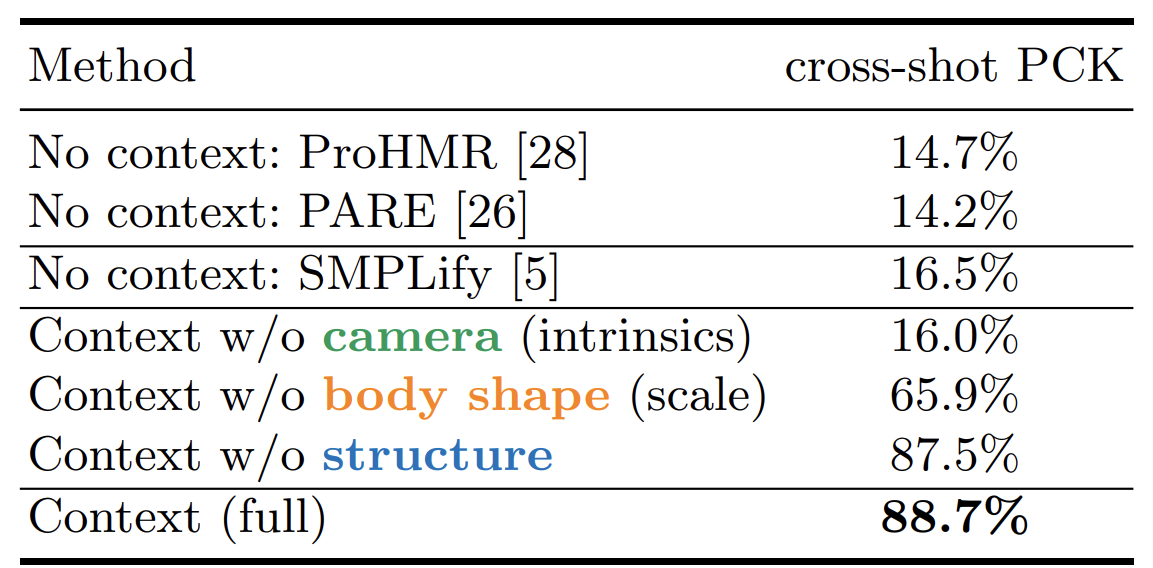 Method cross-shot PCK
No context: ProHMR [28] 14.7%
No context: PARE [26] 14.2%
No context: SMPLify [5] 16.5%
Context w/o camera (intrinsics) 16.0%
Context w/o body shape (scale) 65.9%
Context w/o structure 87.5%
Context (full) 88.7%